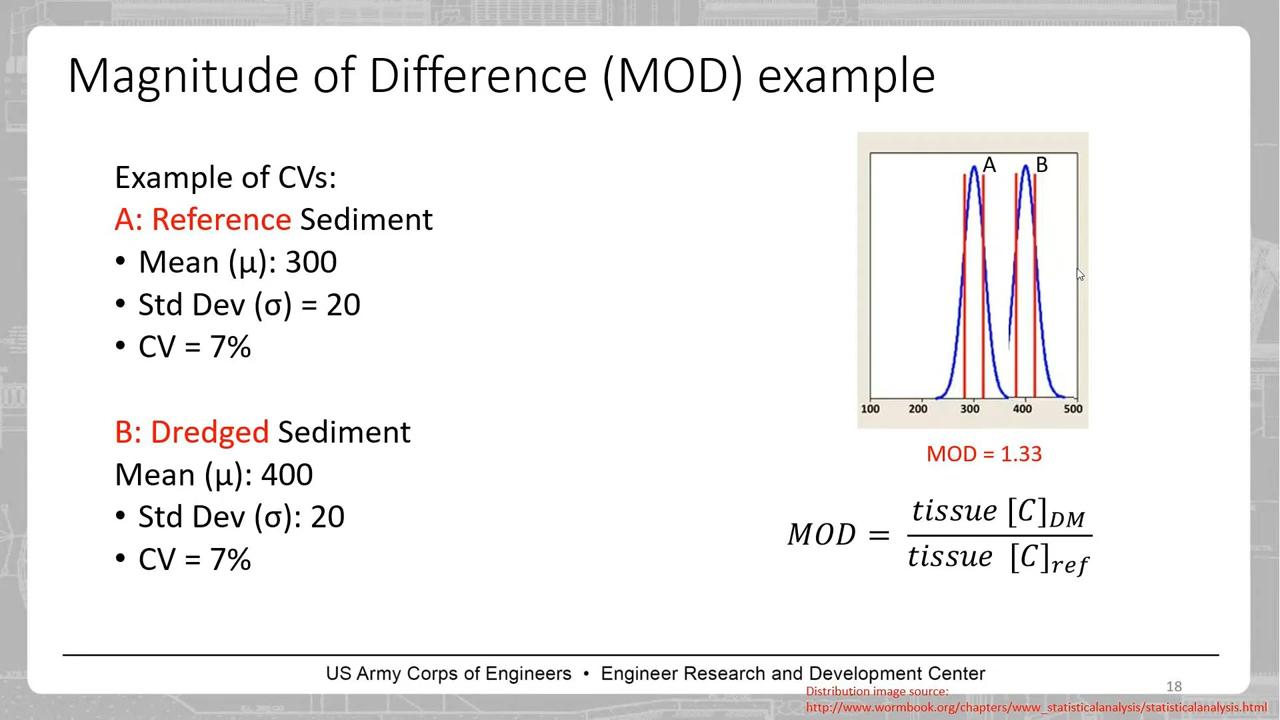 Magnitude of Difference (MOD) example
Example of CVs:
A: Reference Sediment
• Mean (μ): 300
• Std Dev (σ) = 20
• CV = 7%
B: Dredged Sediment
Mean (μ): 400
• Std Dev (σ): 20
• CV = 7%
A B
100 200 300 400 500
MOD = 1.33
MOD = tissue [C]DM
tissue [C]ref
US Army Corps of Engineers • Engineer Research and Development Center
18
Distribution image source:
http://www.wormbook.org/chapters/www_statisticalanalysis/statisticalanalysis.html